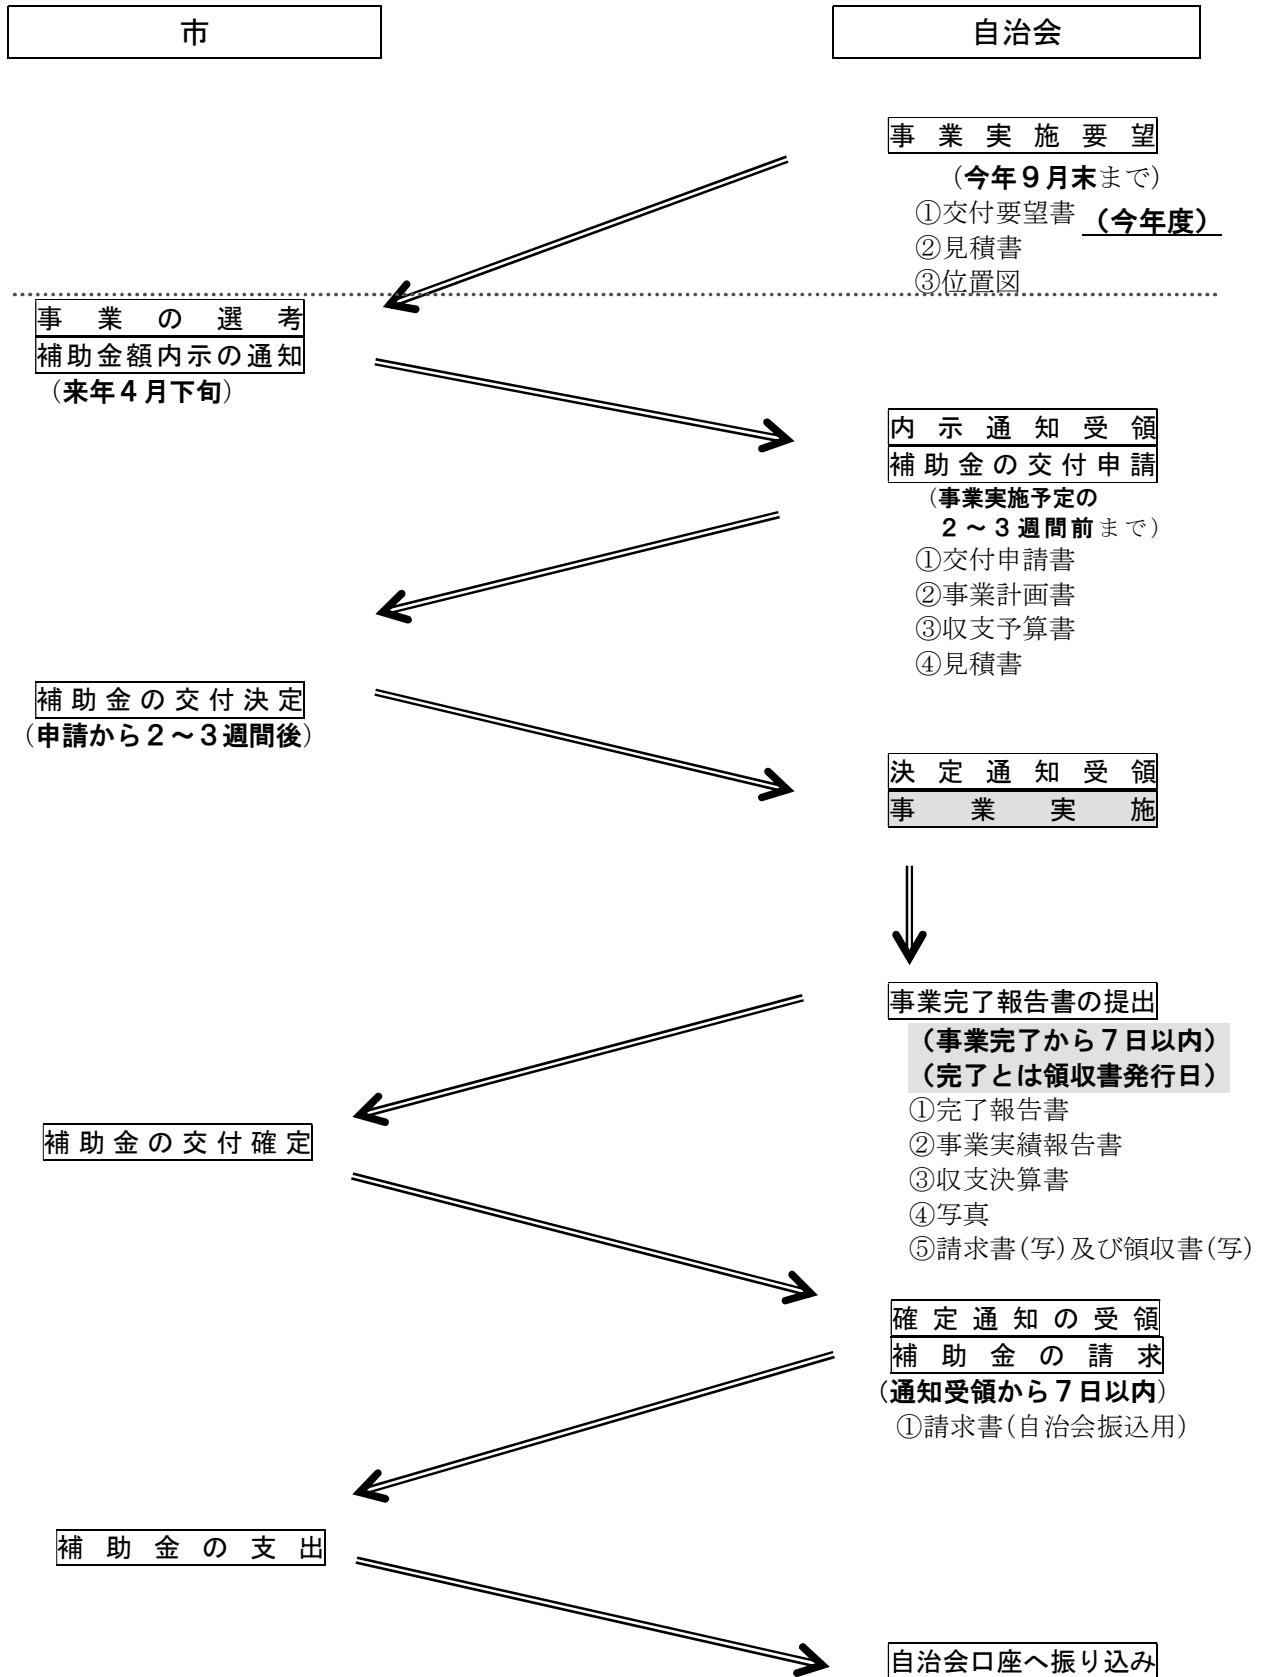 市
自治会
事業実施要望
（今年９月末まで）
①交付要望書
（今年度）
②見積書
③位置図
事業の選考
補助金額内示の通知
（来年４月下旬）
内示通知受領
補助金の交付申請
（事業実施予定の
２～３週間前まで）
①交付申請書
②事業計画書
③収支予算書
④見積書
補助金の交付決定
（申請から２～３週間後）
決定通知受領
事業実施
事業完了報告書の提出
（事業完了から７日以内）
（完了とは領収書発行日）
①完了報告書
②事業実績報告書
③収支決算書
④写真
⑤請求書(写)及び領収書(写)
補助金の交付確定
確定通知の受領
補助金の請求
（通知受領から７日以内）
①請求書(自治会振込用)
補助金の支出
自治会口座へ振り込み